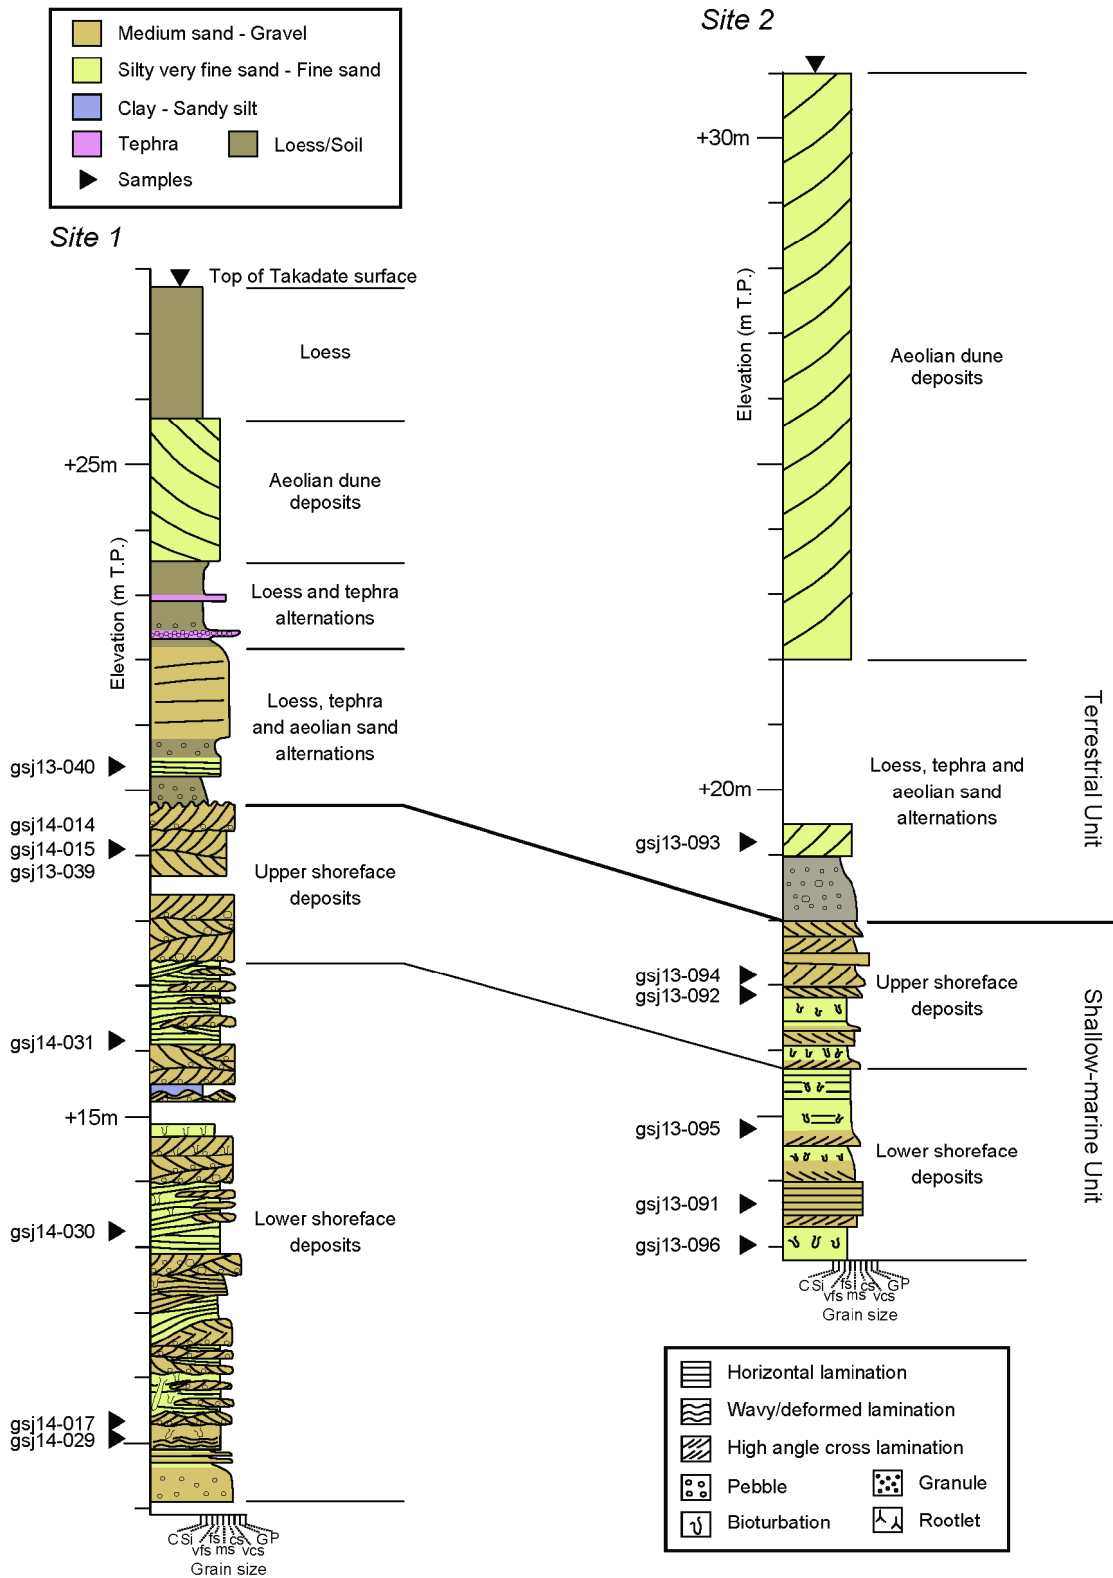 Medium sand - Gravel
Silty very fine sand - Fine sand
Clay - Sandy silt
Tephra
Loess/Soil
Samples
Site 1
Top of Takadate surface
Loess
+25m
Aeolian dune
deposits
Elevation (m T.P.)
Loess and tephra
alternations
Loess, tephra
and aeolian sand
alternations
gsj13-040
gsj14-014
gsj14-015
gsj13-039
Upper shoreface
deposits
gsj14-031
+15m
gsj14-030
Lower shoreface
deposits
gsj14-017
gsj14-029
C Si vfs fs ms cs vcs G P
Grain size
Site 2
+30m
Elevation (m T.P.)
Aeolian dune
deposits
+20m
Loess, tephra and
aeolian sand
alternations
gsj13-093
gsj13-094
gsj13-092
Upper shoreface
deposits
gsj13-095
Lower shoreface
deposits
gsj13-091
gsj13-096
C Si vfs fs ms cs vcs G P
Grain size
Terrestrial Unit
Shallow-marine Unit
Horizontal lamination
Wavy/deformed lamination
High angle cross lamination
Pebble
Granule
Bioturbation
Rootlet